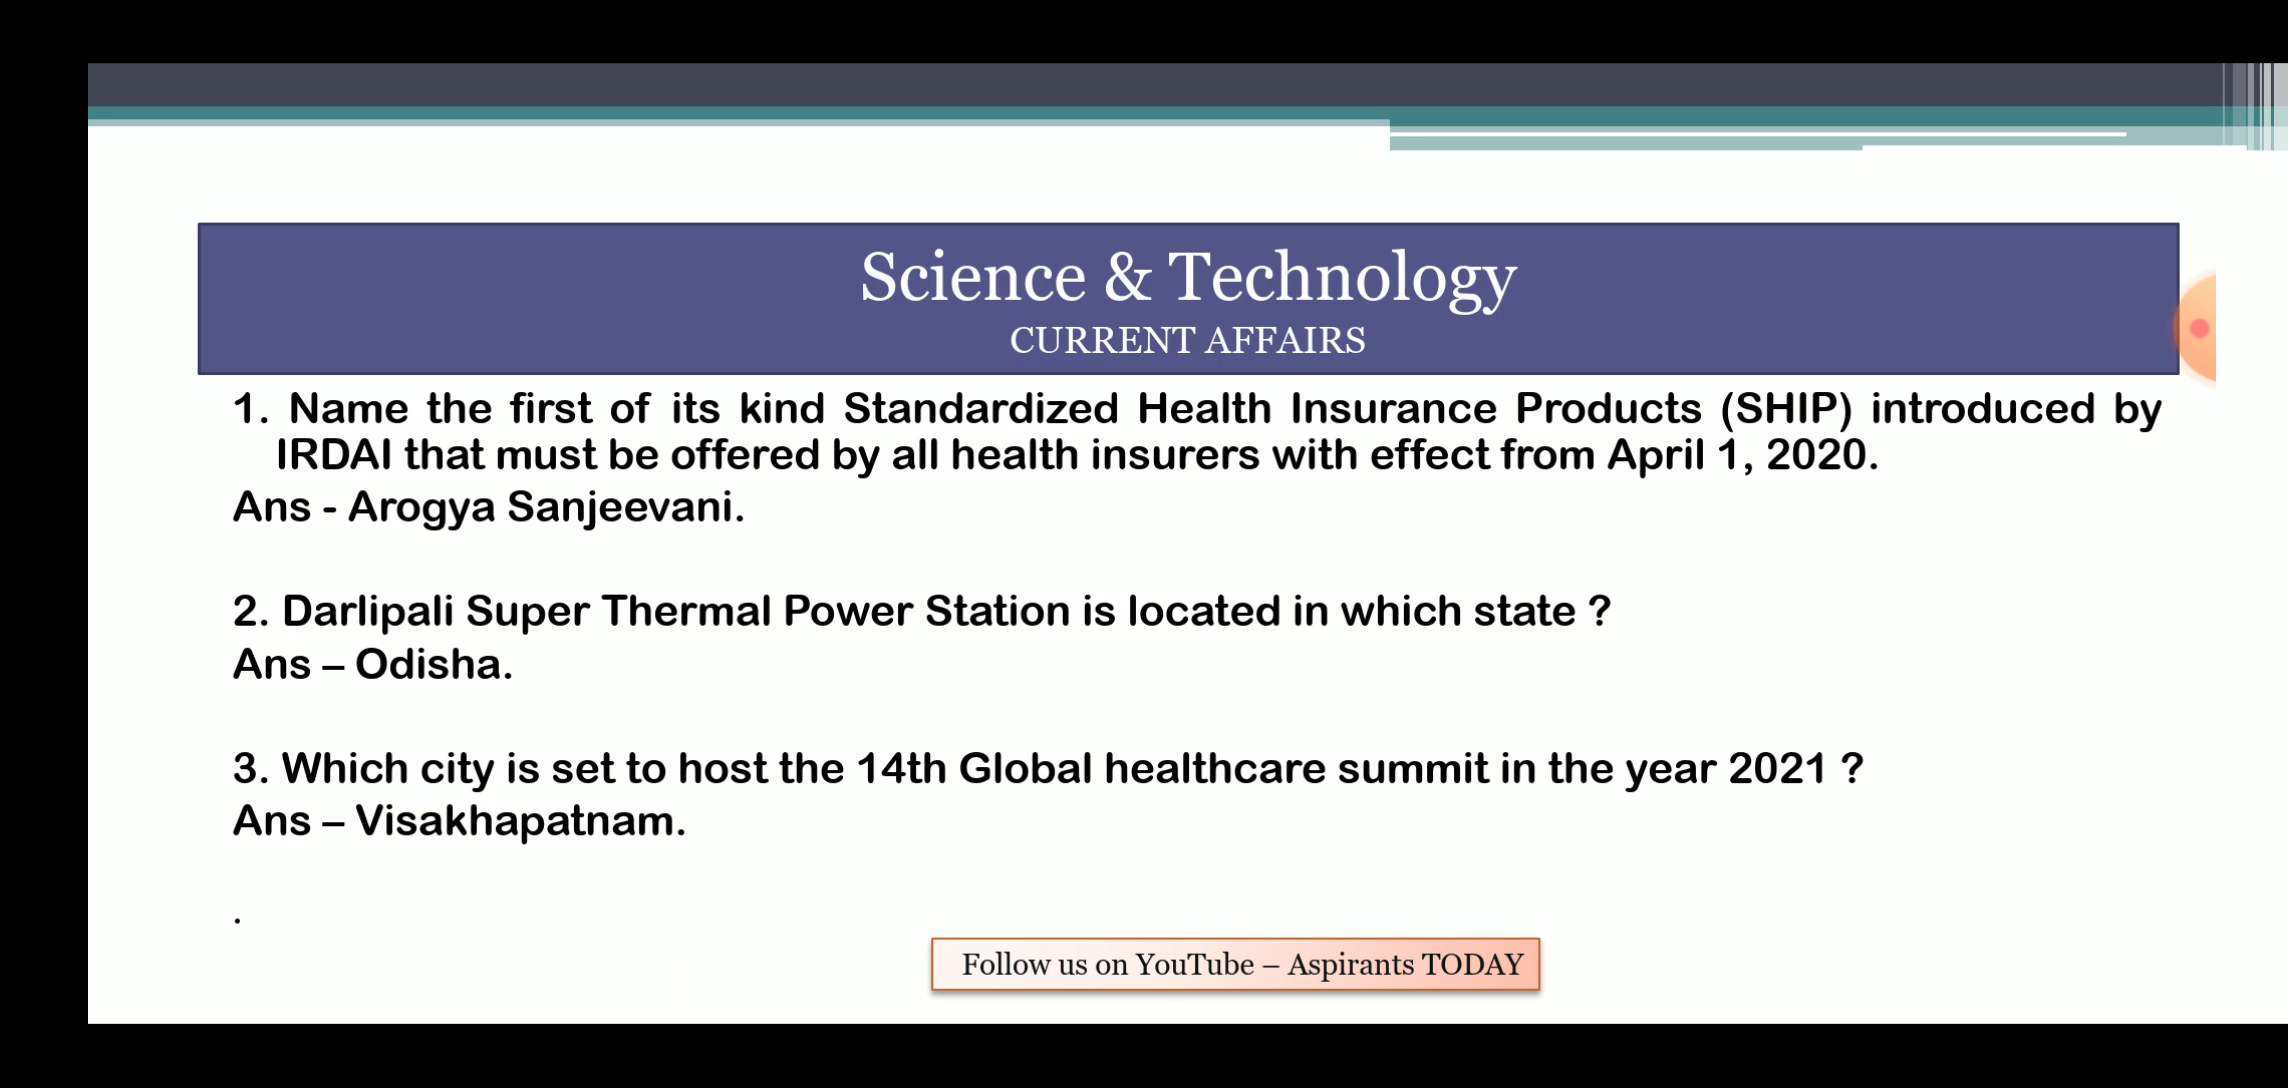 Science & Technology
CURRENT AFFAIRS
1. Name the first of its kind Standardized Health Insurance Products (SHIP) introduced by
IRDAI that must be offered by all health insurers with effect from April 1, 2020.
Ans - Arogya Sanjeevani.
2. Darlipali Super Thermal Power Station is located in which state ?
Ans – Odisha.
3. Which city is set to host the 14th Global healthcare summit in the year 2021 ?
Ans – Visakhapatnam.
.
Follow us on YouTube – Aspirants TODAY